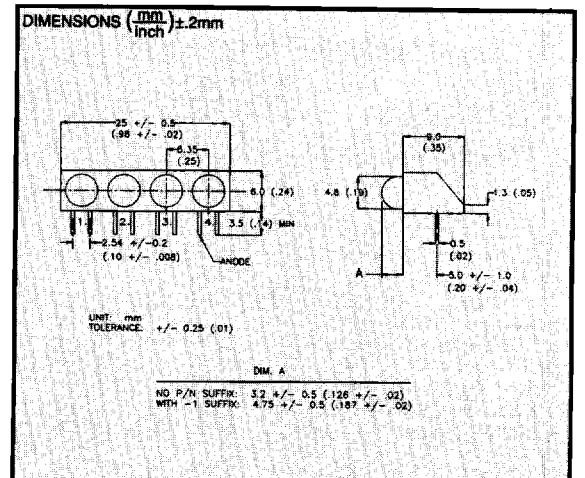 DIMENSIONS (mm/inch)±.2mm
25 +/- 0.5
(.98 +/- .02)
6.35
(.25)
6.0 (.24)
1
2
3
4
3.5 (.14) MIN
2.54 +/-0.2
(.10 +/- .008)
ANODE
9.0
(.35)
4.8 (.19)
1.3 (.05)
0.5
(.02)
A
5.0 +/- 1.0
(.20 +/- .04)
UNIT: mm
TOLERANCE: +/- 0.25 (.01)
DIM. A
NO P/N SUFFIX: 3.2 +/- 0.5 (.126 +/- .02)
WITH -1 SUFFIX: 4.75 +/- 0.5 (.187 +/- .02)